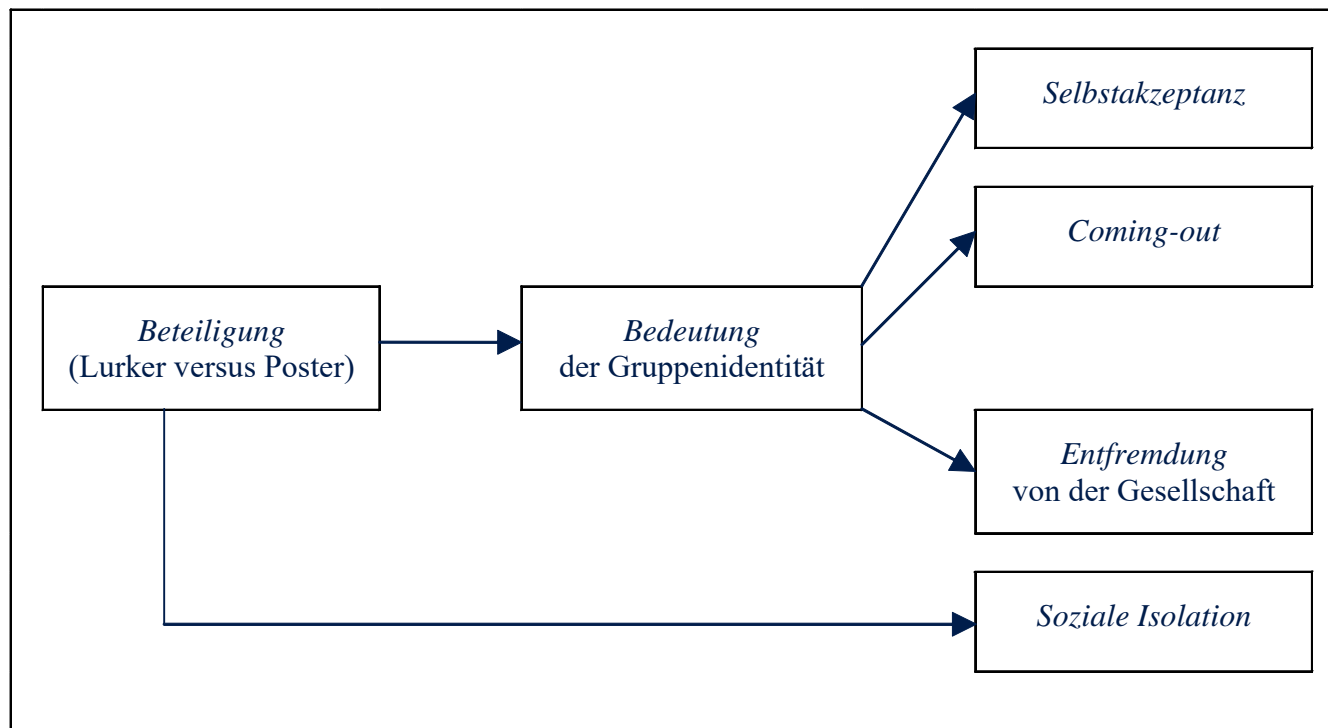 Selbstakzeptanz
Coming-out
Beteiligung
(Lurker versus Poster)
Bedeutung
der Gruppenidentität
Entfremdung
von der Gesellschaft
Soziale Isolation